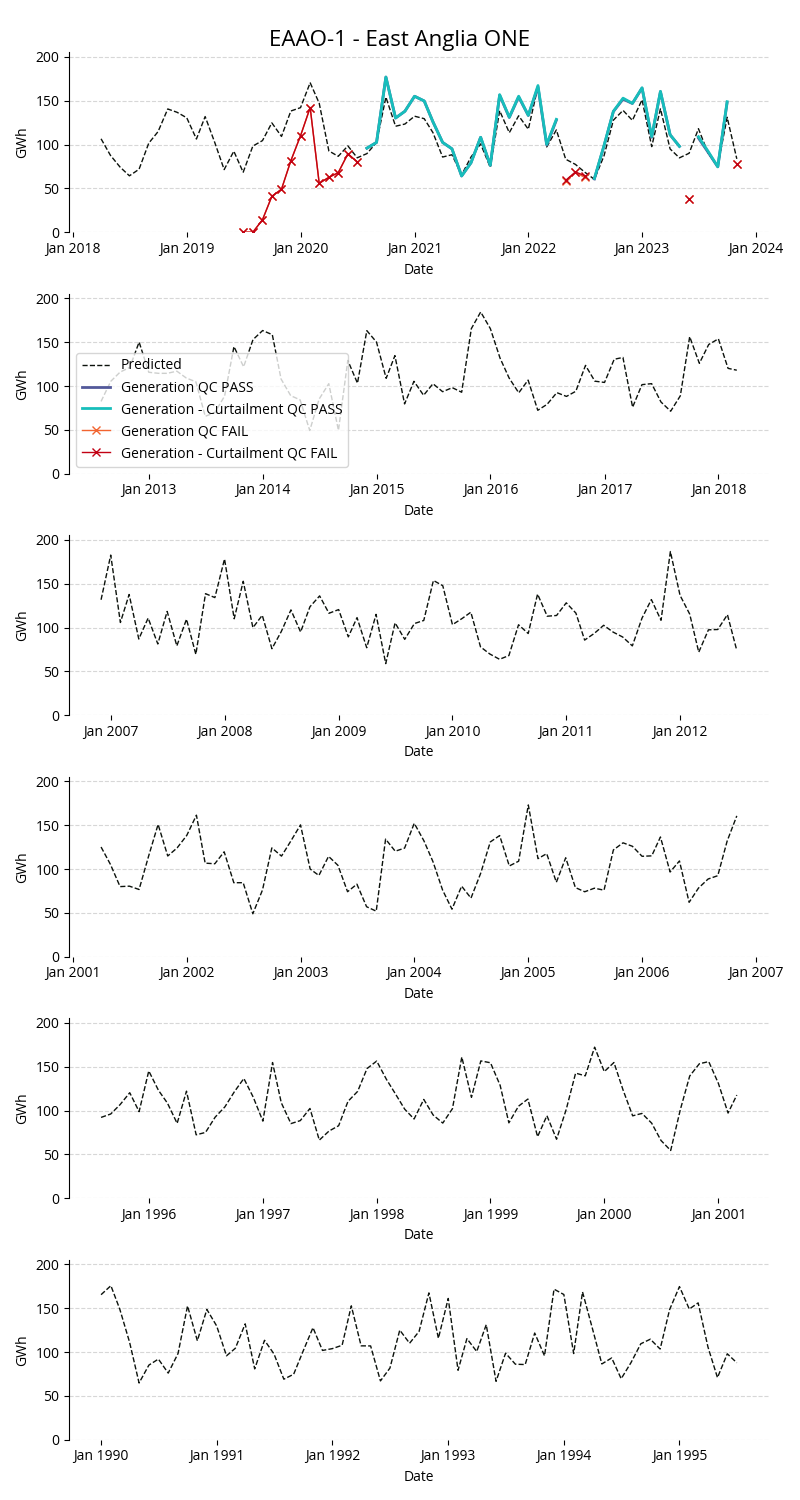 EAAO-1 - East Anglia ONE
200
150
100
50
0
GWh
Jan 2018 Jan 2019 Jan 2020 Jan 2021 Jan 2022 Jan 2023 Jan 2024
Date
200
150
100
50
0
GWh
Predicted
Generation QC PASS
Generation - Curtailment QC PASS
Generation QC FAIL
Generation - Curtailment QC FAIL
Jan 2013 Jan 2014 Jan 2015 Jan 2016 Jan 2017 Jan 2018
Date
200
150
100
50
0
GWh
Jan 2007 Jan 2008 Jan 2009 Jan 2010 Jan 2011 Jan 2012
Date
200
150
100
50
0
GWh
Jan 2001 Jan 2002 Jan 2003 Jan 2004 Jan 2005 Jan 2006 Jan 2007
Date
200
150
100
50
0
GWh
Jan 1996 Jan 1997 Jan 1998 Jan 1999 Jan 2000 Jan 2001
Date
200
150
100
50
0
GWh
Jan 1990 Jan 1991 Jan 1992 Jan 1993 Jan 1994 Jan 1995
Date